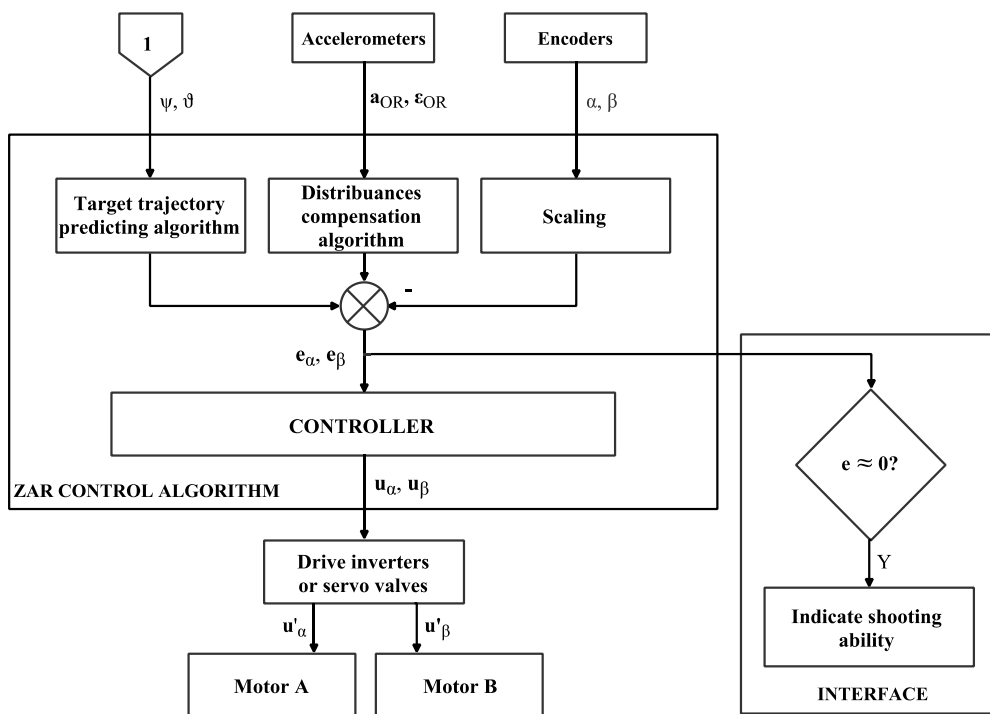 1
Accelerometers
Encoders
ψ, ϑ
a_OR, ε_OR
α, β
Target trajectory
predicting algorithm
Distribuances
compensation
algorithm
Scaling
-
e_α, e_β
CONTROLLER
e ≈ 0?
ZAR CONTROL ALGORITHM
u_α, u_β
Y
Drive inverters
or servo valves
Indicate shooting
ability
u'_α
u'_β
Motor A
Motor B
INTERFACE